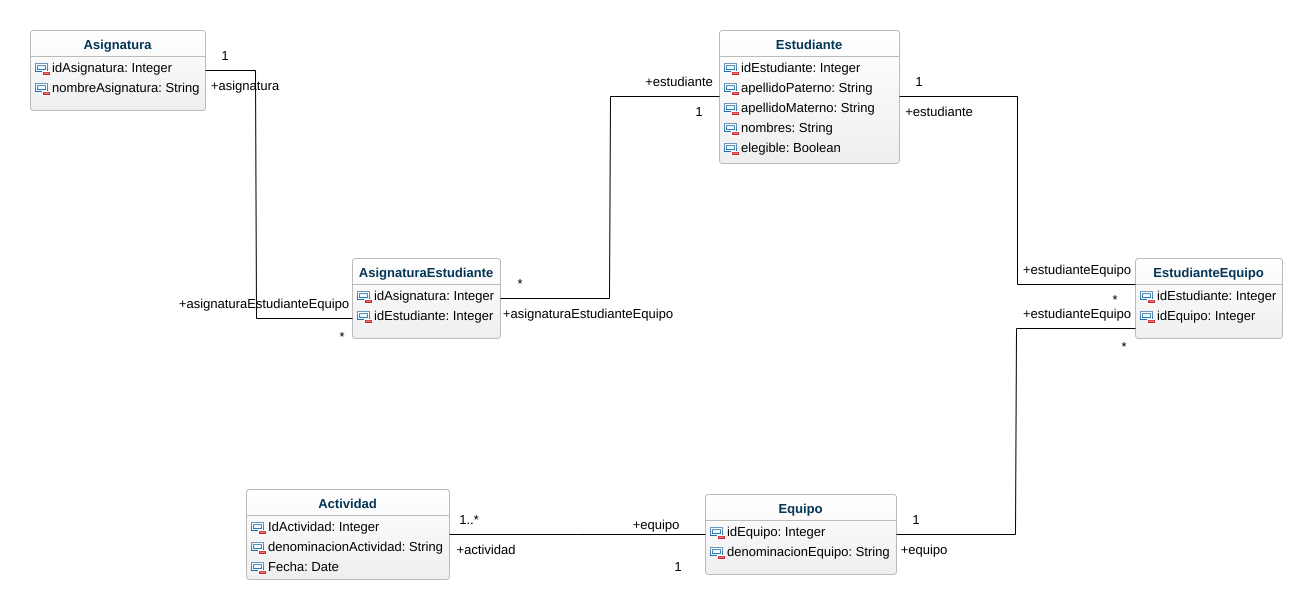 Asignatura
idAsignatura: Integer
nombreAsignatura: String
1
+asignatura
Estudiante
idEstudiante: Integer
apellidoPaterno: String
apellidoMaterno: String
nombres: String
elegible: Boolean
+estudiante
1
1
+estudiante
AsignaturaEstudiante
idAsignatura: Integer
idEstudiante: Integer
+asignaturaEstudianteEquipo
*
*
+asignaturaEstudianteEquipo
EstudianteEquipo
idEstudiante: Integer
idEquipo: Integer
+estudianteEquipo
*
+estudianteEquipo
*
Actividad
IdActividad: Integer
denominacionActividad: String
Fecha: Date
1..*
+actividad
+equipo
1
Equipo
idEquipo: Integer
denominacionEquipo: String
1
+equipo